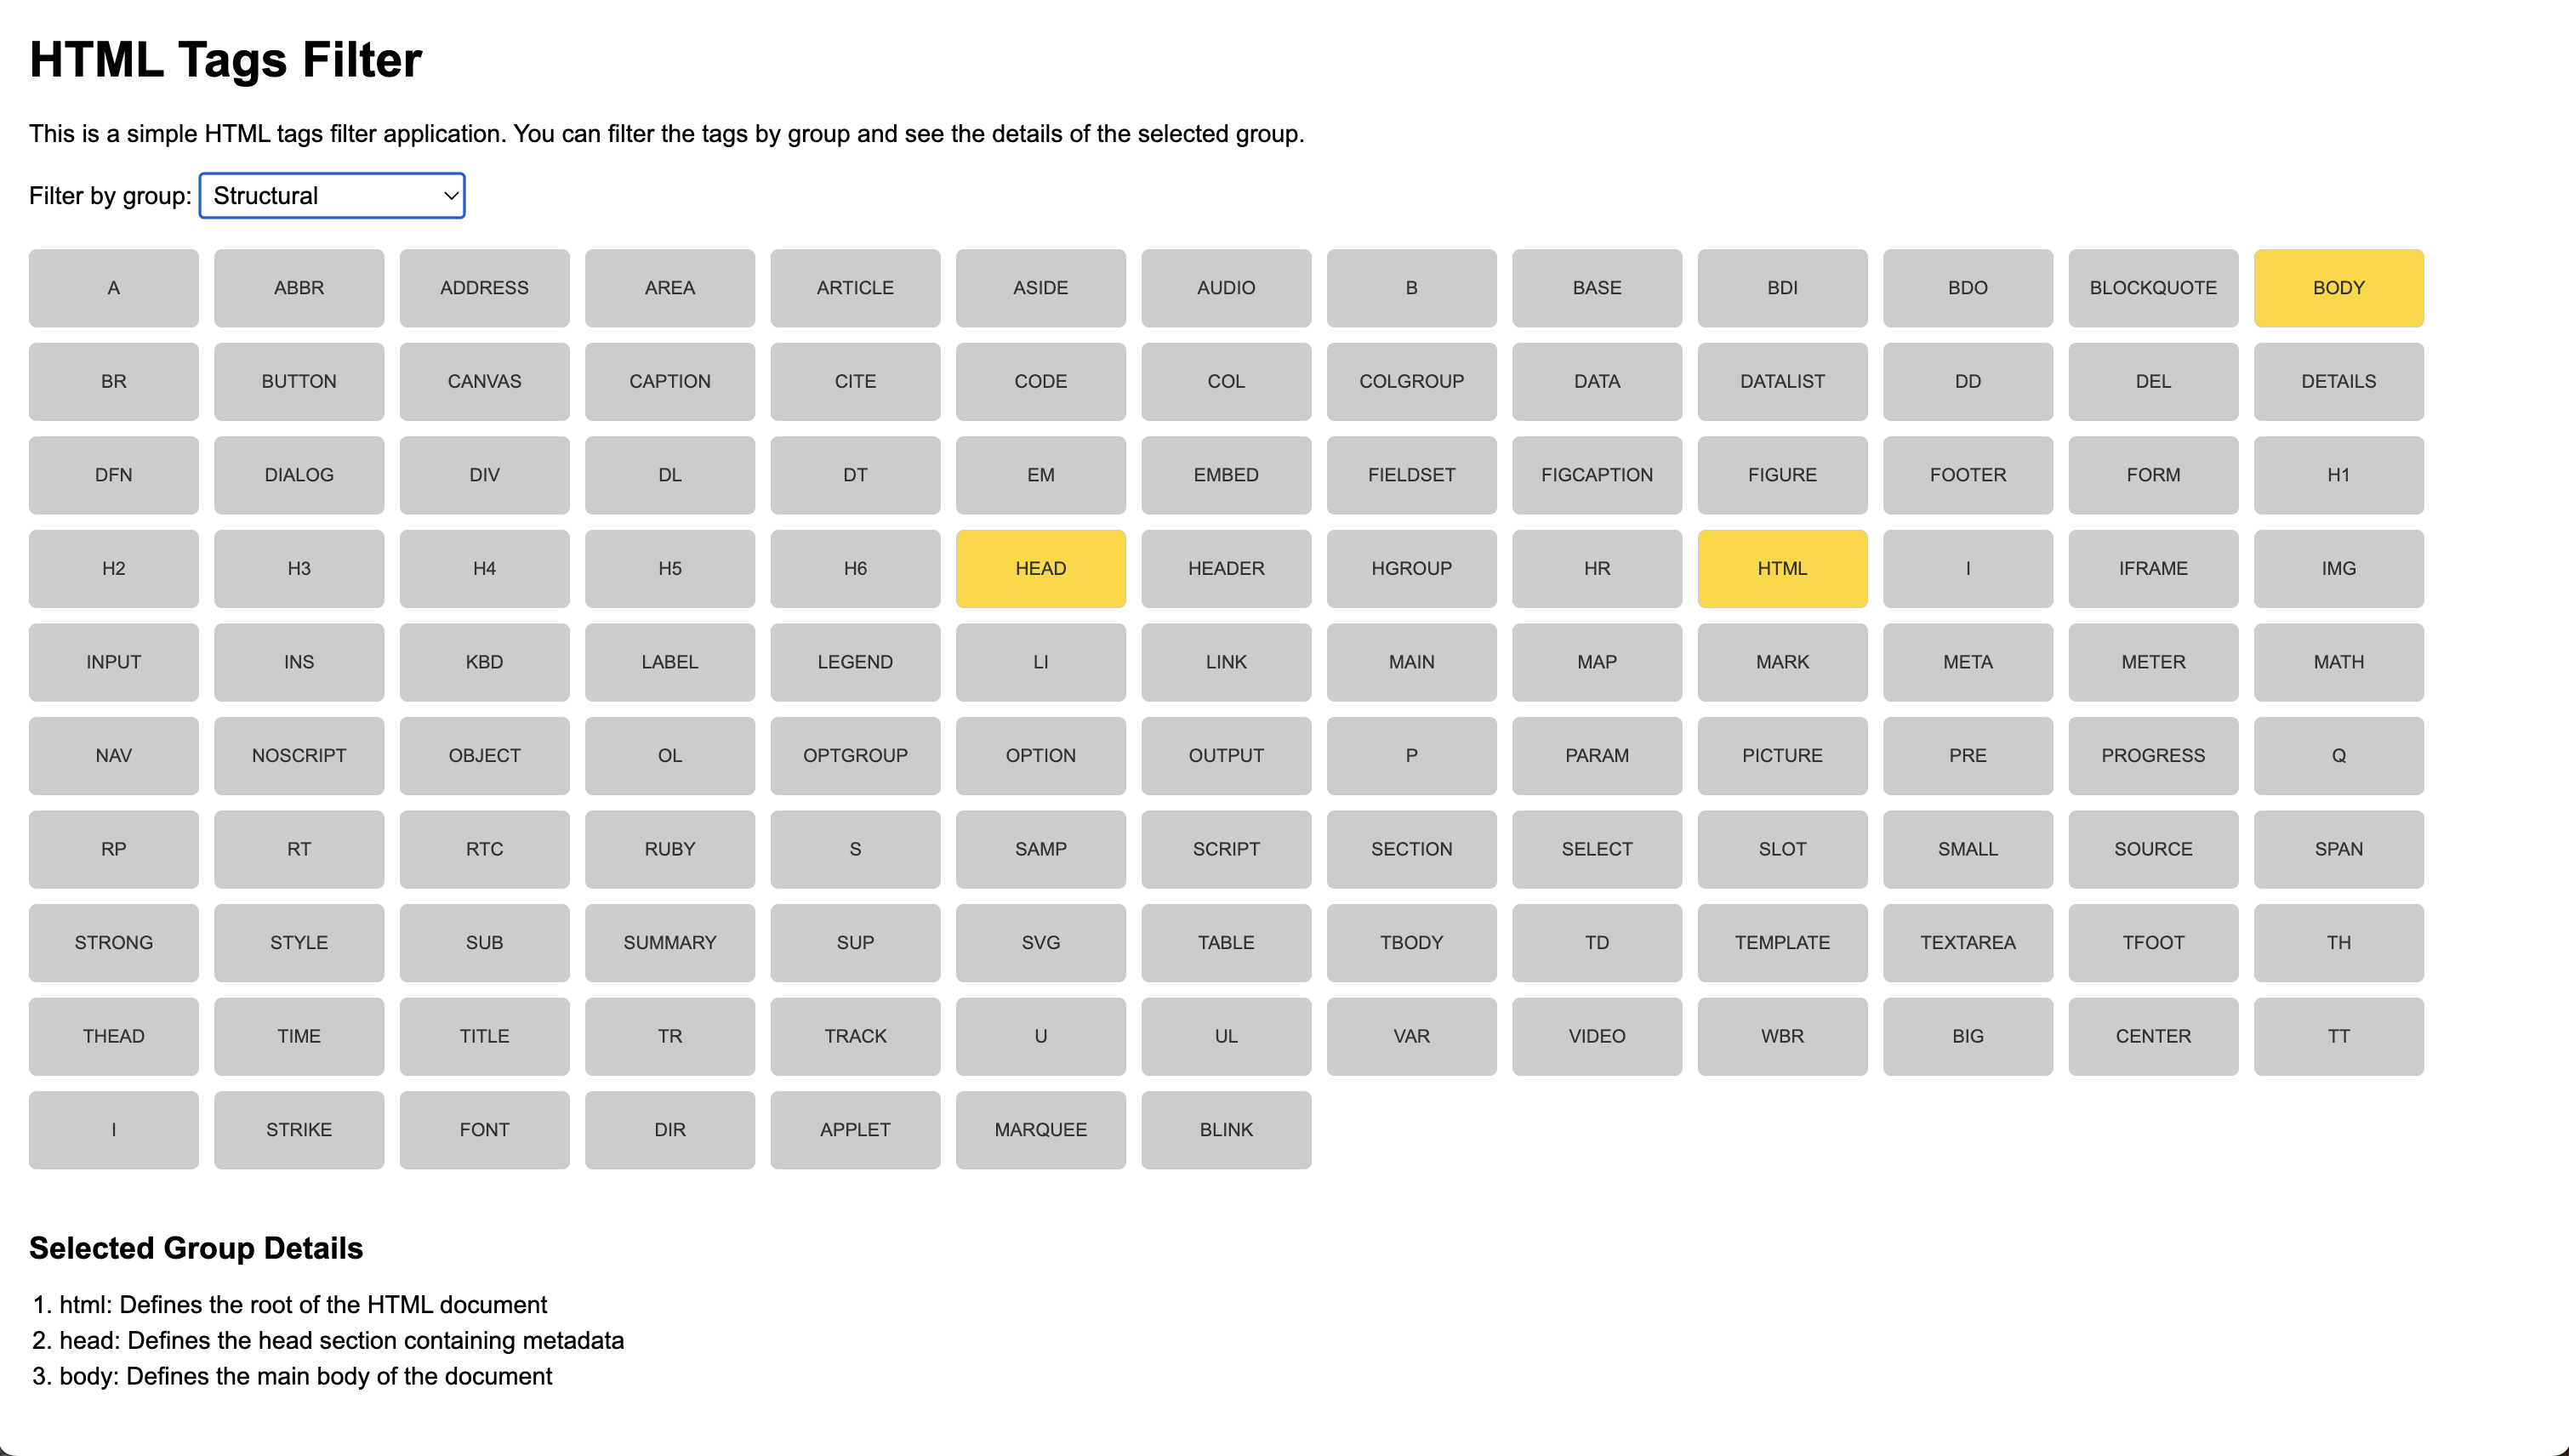 HTML Tags Filter
This is a simple HTML tags filter application. You can filter the tags by group and see the details of the selected group.
Filter by group: Structural
A ABBR ADDRESS AREA ARTICLE ASIDE AUDIO B BASE BDI BDO BLOCKQUOTE BODY
BR BUTTON CANVAS CAPTION CITE CODE COL COLGROUP DATA DATALIST DD DEL DETAILS
DFN DIALOG DIV DL DT EM EMBED FIELDSET FIGCAPTION FIGURE FOOTER FORM H1
H2 H3 H4 H5 H6 HEAD HEADER HGROUP HR HTML I IFRAME IMG
INPUT INS KBD LABEL LEGEND LI LINK MAIN MAP MARK META METER MATH
NAV NOSCRIPT OBJECT OL OPTGROUP OPTION OUTPUT P PARAM PICTURE PRE PROGRESS Q
RP RT RTC RUBY S SAMP SCRIPT SECTION SELECT SLOT SMALL SOURCE SPAN
STRONG STYLE SUB SUMMARY SUP SVG TABLE TBODY TD TEMPLATE TEXTAREA TFOOT TH
THEAD TIME TITLE TR TRACK U UL VAR VIDEO WBR BIG CENTER TT
I STRIKE FONT DIR APPLET MARQUEE BLINK
Selected Group Details
1. html: Defines the root of the HTML document
2. head: Defines the head section containing metadata
3. body: Defines the main body of the document